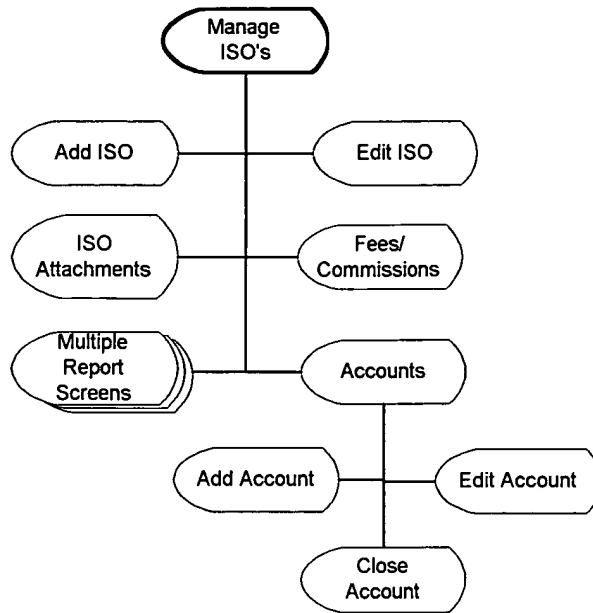 Manage
ISO's
Add ISO
Edit ISO
ISO
Attachments
Fees/
Commissions
Multiple
Report
Screens
Accounts
Add Account
Edit Account
Close
Account